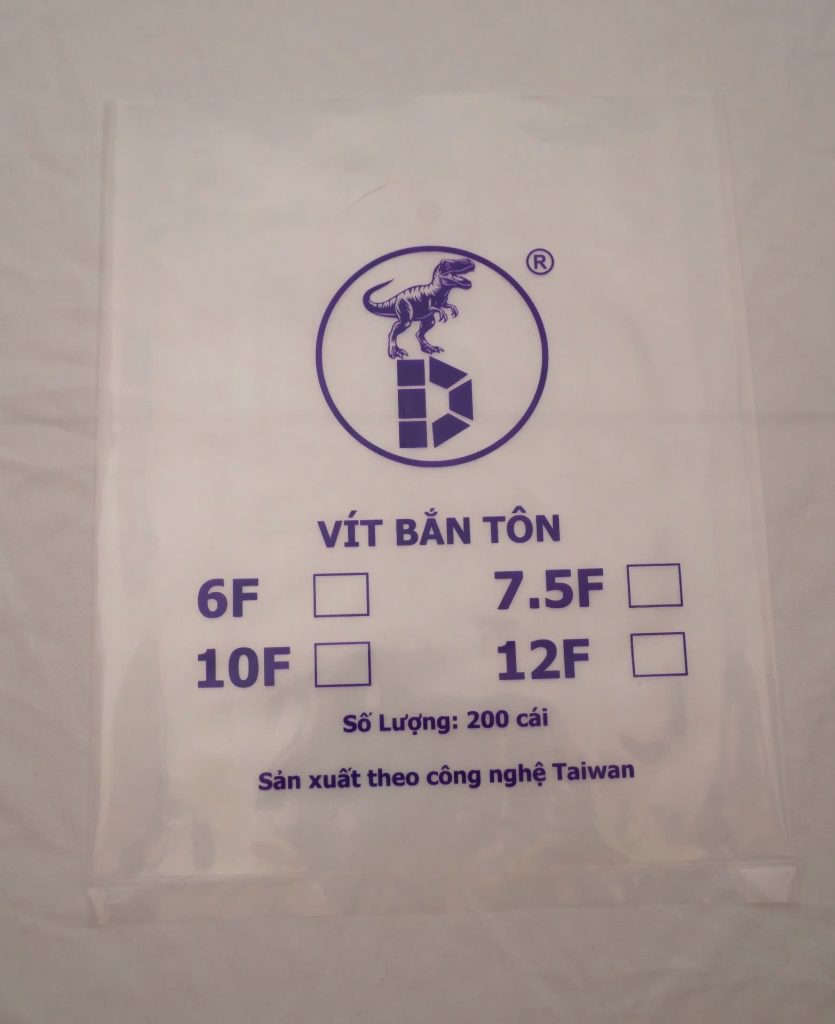 ®
D
VÍT BẮN TÔN
6F 7.5F
10F 12F
Số Lượng: 200 cái
Sản xuất theo công nghệ Taiwan